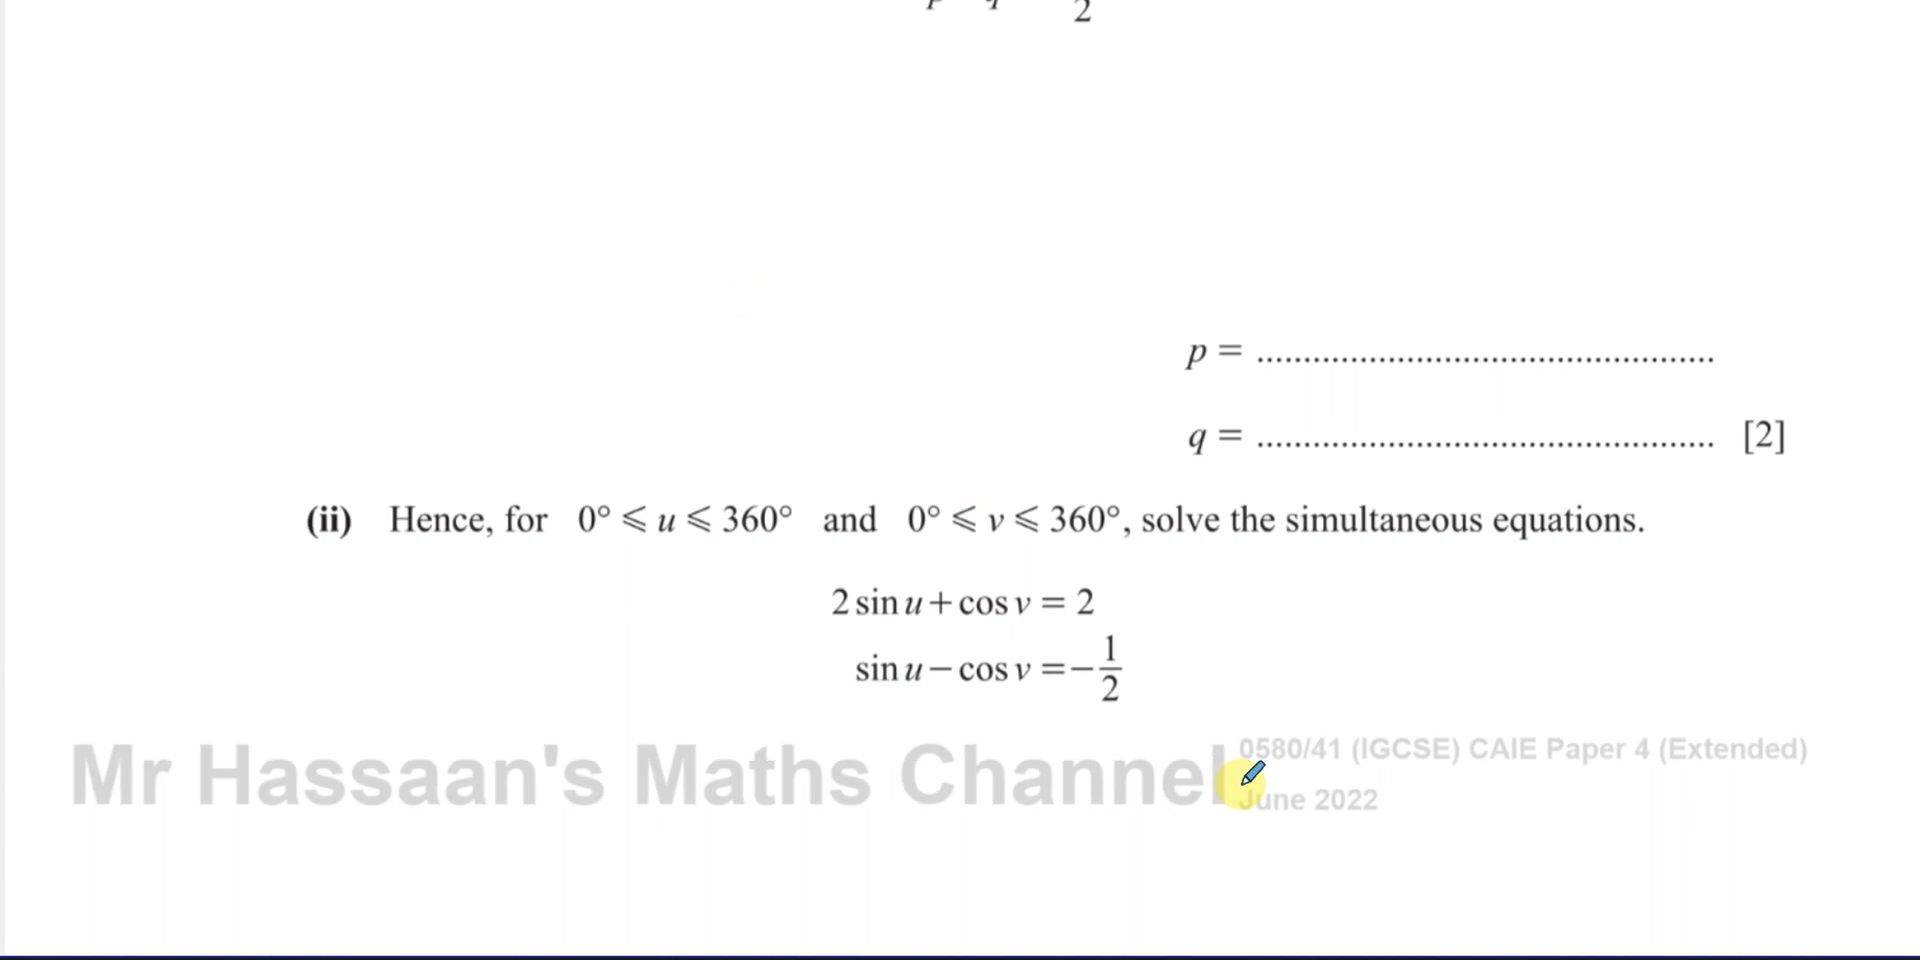 2
p = ........................................
q = ........................................ [2]
(ii) Hence, for 0° ⩽ u ⩽ 360° and 0° ⩽ v ⩽ 360°, solve the simultaneous equations.
2 sin u + cos v = 2
sin u − cos v = −1/2
Mr Hassaan's Maths Channel
0580/41 (IGCSE) CAIE Paper 4 (Extended)
June 2022